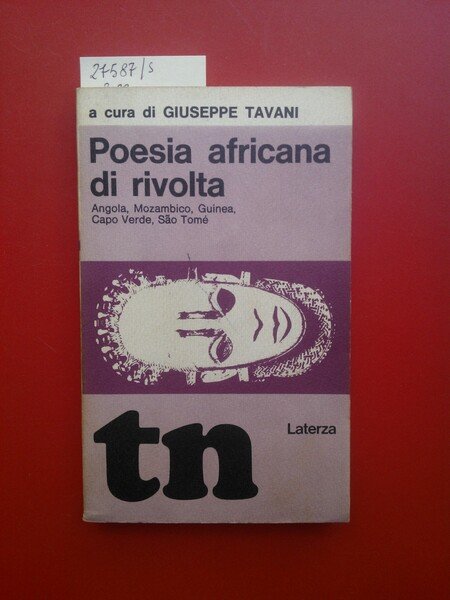 27587/s
a cura di GIUSEPPE TAVANI
Poesia africana
di rivolta
Angola, Mozambico, Guinea,
Capo Verde, São Tomé
Laterza
tn